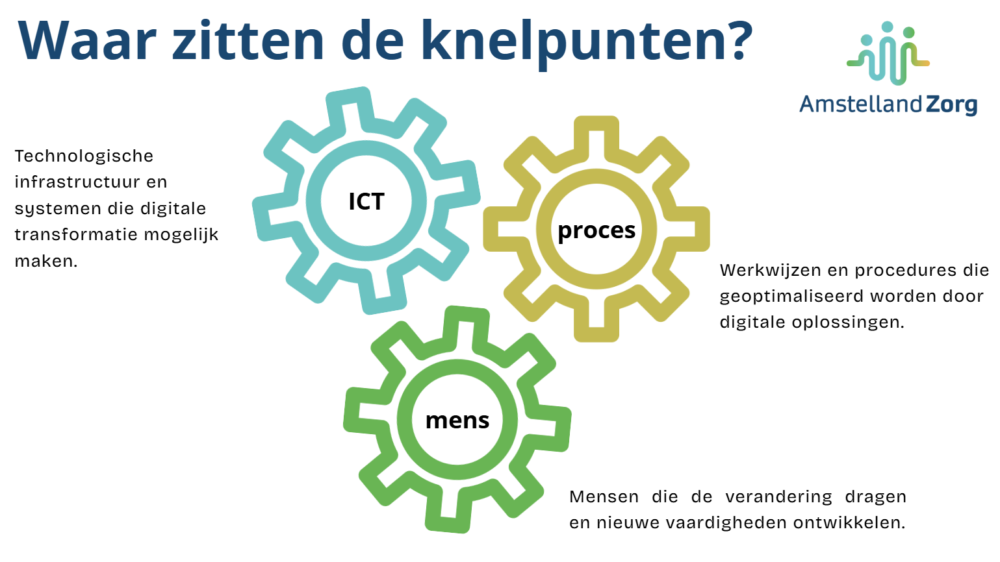 Waar zitten de knelpunten?
AmstellandZorg
Technologische
infrastructuur en
systemen die digitale
transformatie mogelijk
maken.
ICT
proces
Werkwijzen en procedures die
geoptimaliseerd worden door
digitale oplossingen.
mens
Mensen die de verandering dragen
en nieuwe vaardigheden ontwikkelen.